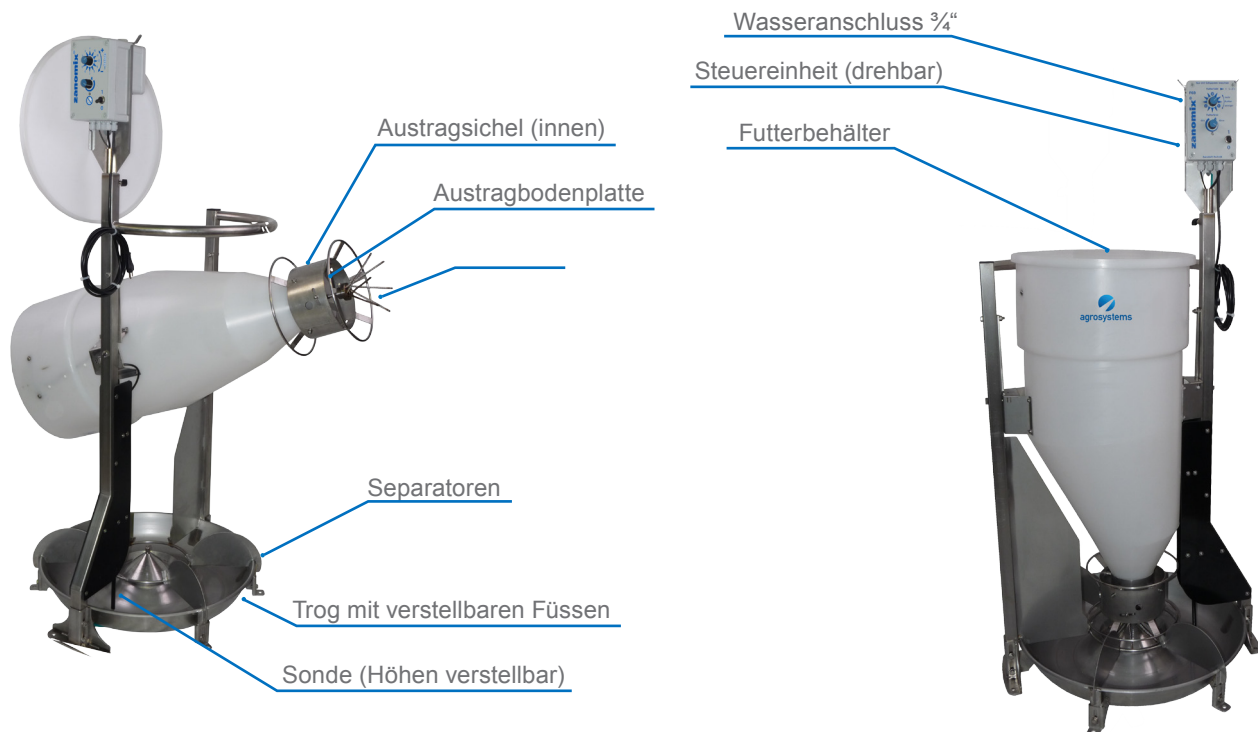 Wasseranschluss ¾“
Steuereinheit (drehbar)
Futterbehälter
Austragsichel (innen)
Austragbodenplatte
Separatoren
Trog mit verstellbaren Füssen
Sonde (Höhen verstellbar)
zanomix
zanomix
agrosystems